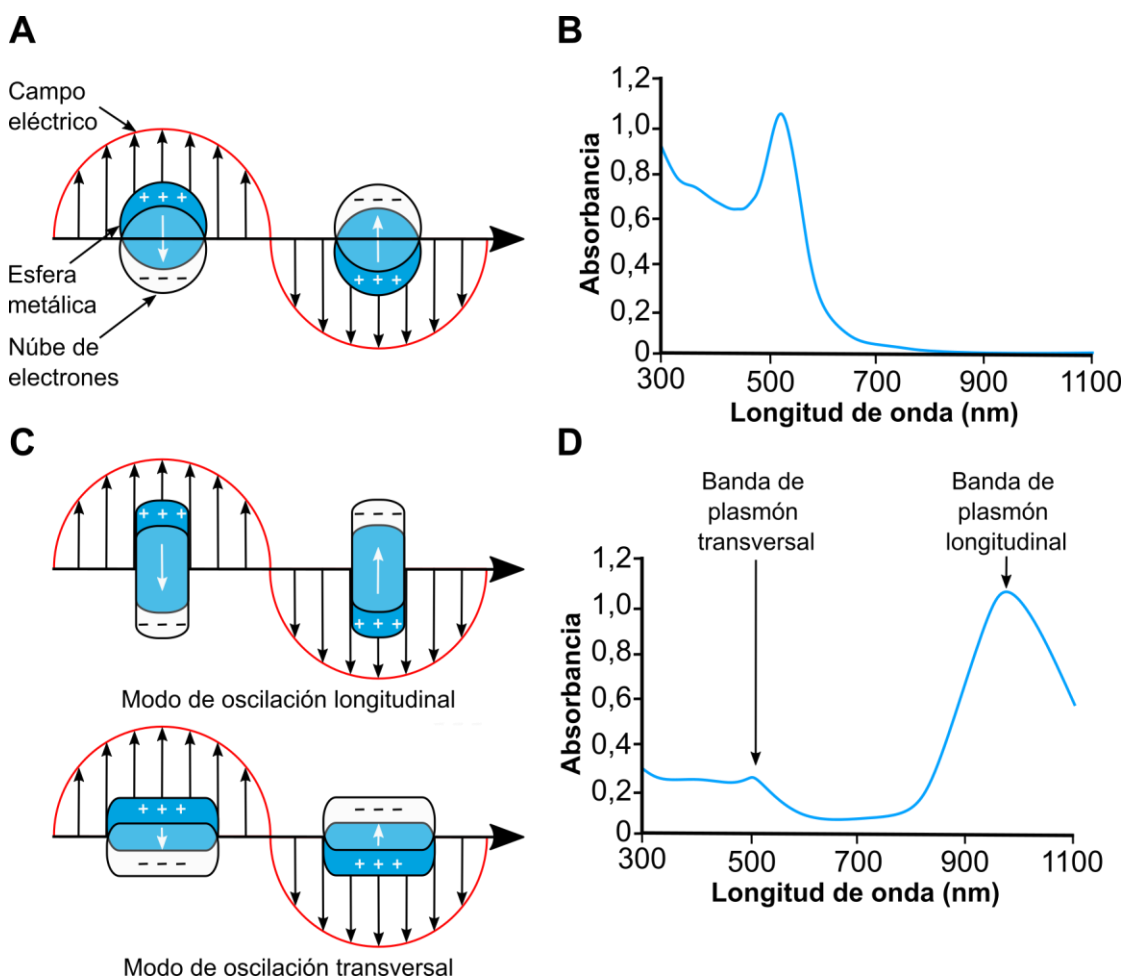 A
Campo
eléctrico
Esfera
metálica
Núbe de
electrones
+ + +
- - -
- - -
+ + +
B
Absorbancia
1,2
1,0
0,8
0,6
0,4
0,2
0
300
500
700
900
1100
Longitud de onda (nm)
C
+ + +
- - -
- - -
+ + +
Modo de oscilación longitudinal
+ + +
- - -
- - -
+ + +
Modo de oscilación transversal
D
Banda de
plasmón
transversal
Banda de
plasmón
longitudinal
Absorbancia
1,2
1,0
0,8
0,6
0,4
0,2
0
300
500
700
900
1100
Longitud de onda (nm)